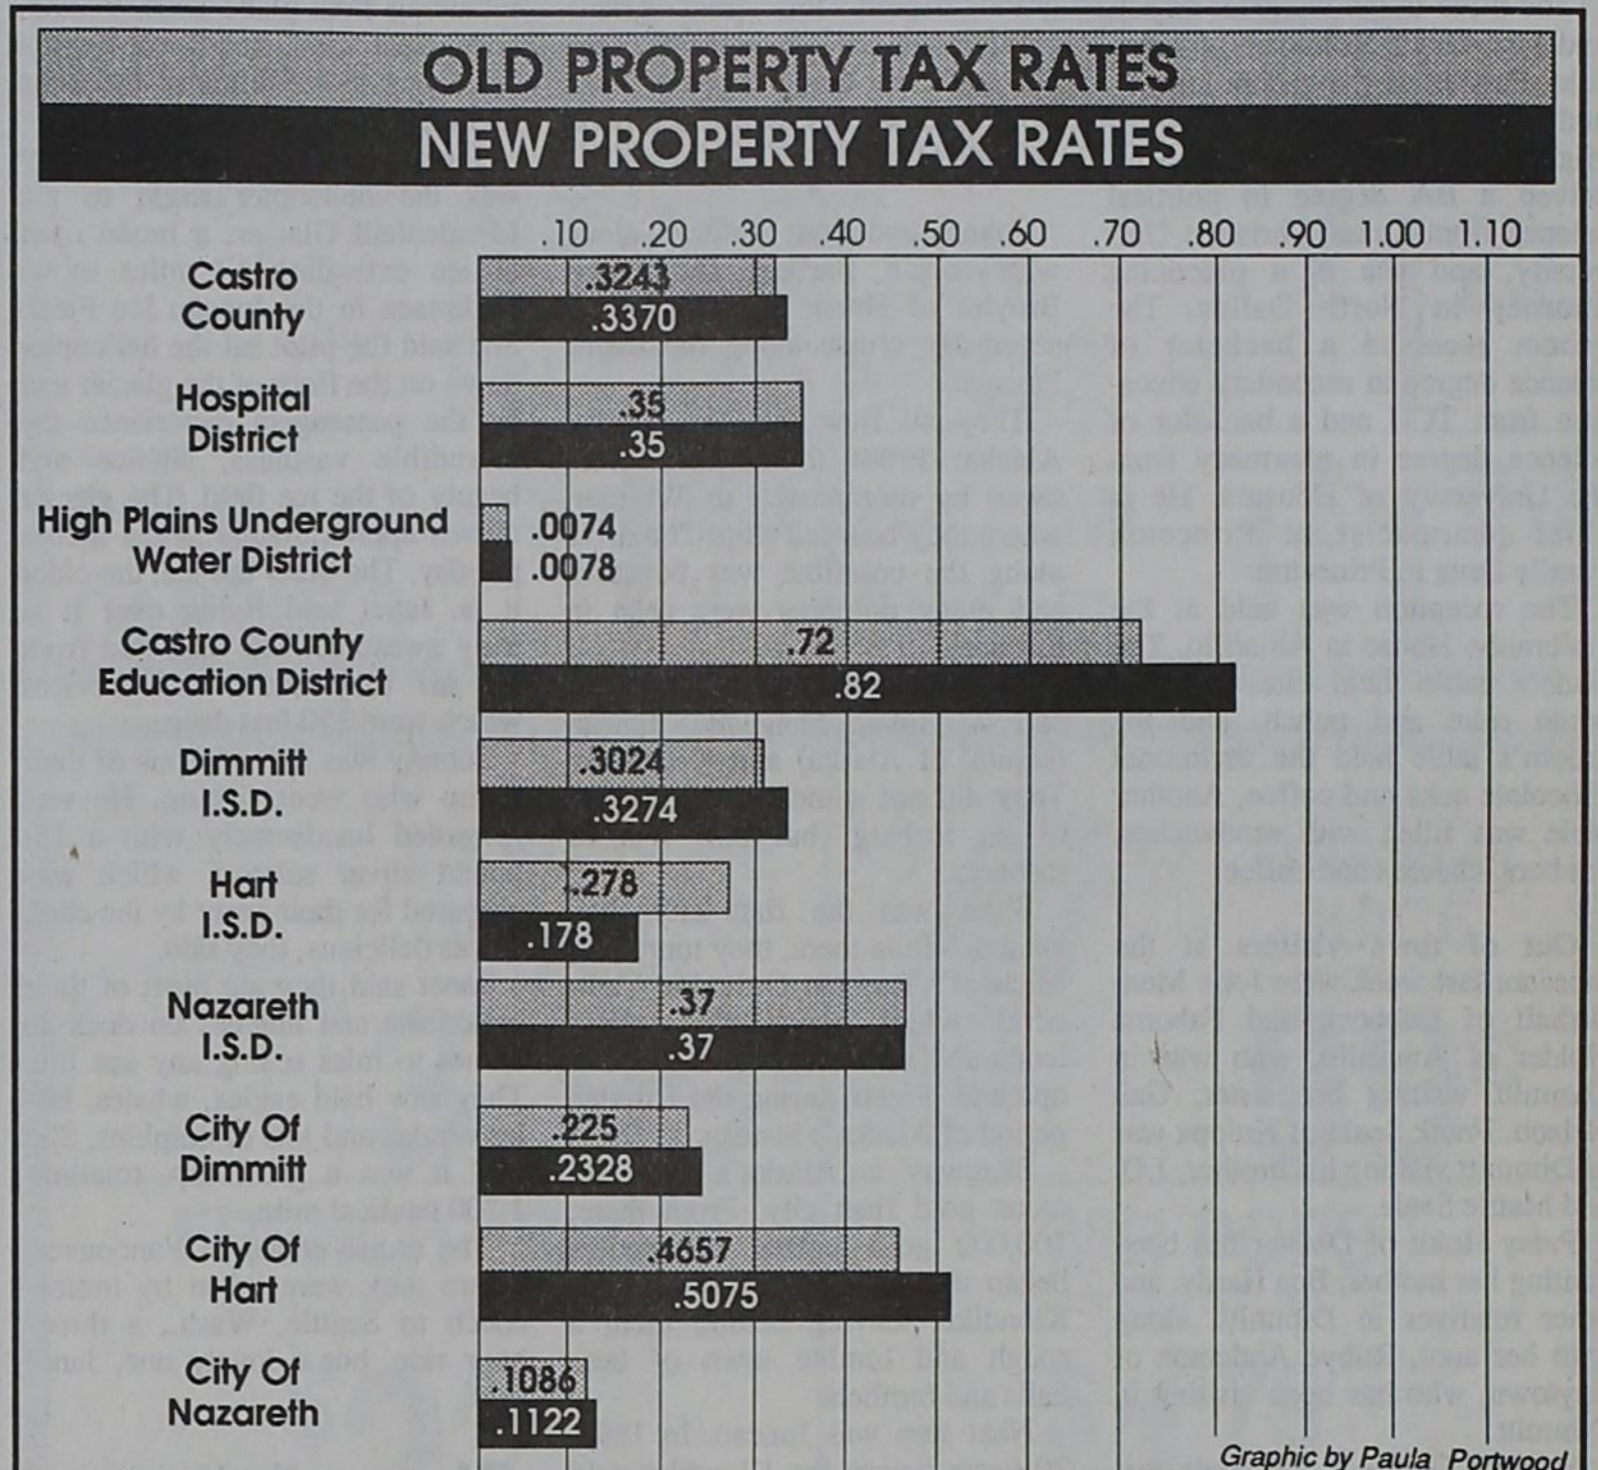 OLD PROPERTY TAX RATES
NEW PROPERTY TAX RATES
.10 .20 .30 .40 .50 .60 .70 .80 .90 1.00 1.10
Castro
County
.3243
.3370
Hospital
District
.35
.35
High Plains Underground
Water District
.0074
.0078
Castro County
Education District
.72
.82
Dimmitt
I.S.D.
.3024
.3274
Hart
I.S.D.
.278
.178
Nazareth
I.S.D.
.37
.37
City Of
Dimmitt
.225
.2328
City Of
Hart
.4657
.5075
City Of
Nazareth
.1086
.1122
Graphic by Paula Portwood